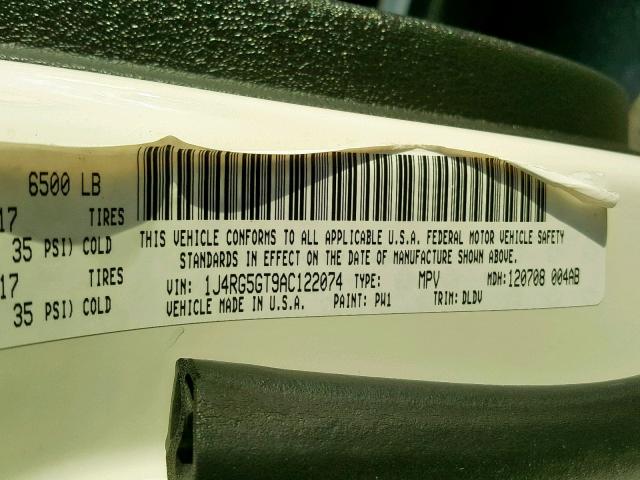 6500 LB
17 TIRES
35 PSI) COLD
17 TIRES
35 PSI) COLD
THIS VEHICLE CONFORMS TO ALL APPLICABLE U.S.A. FEDERAL MOTOR VEHICLE SAFETY
STANDARDS IN EFFECT ON THE DATE OF MANUFACTURE SHOWN ABOVE.
VIN: 1J4RG5GT9AC122074 TYPE: MPV MDH:120708 004AB
VEHICLE MADE IN U.S.A. PAINT: PW1 TRIM: DLDV